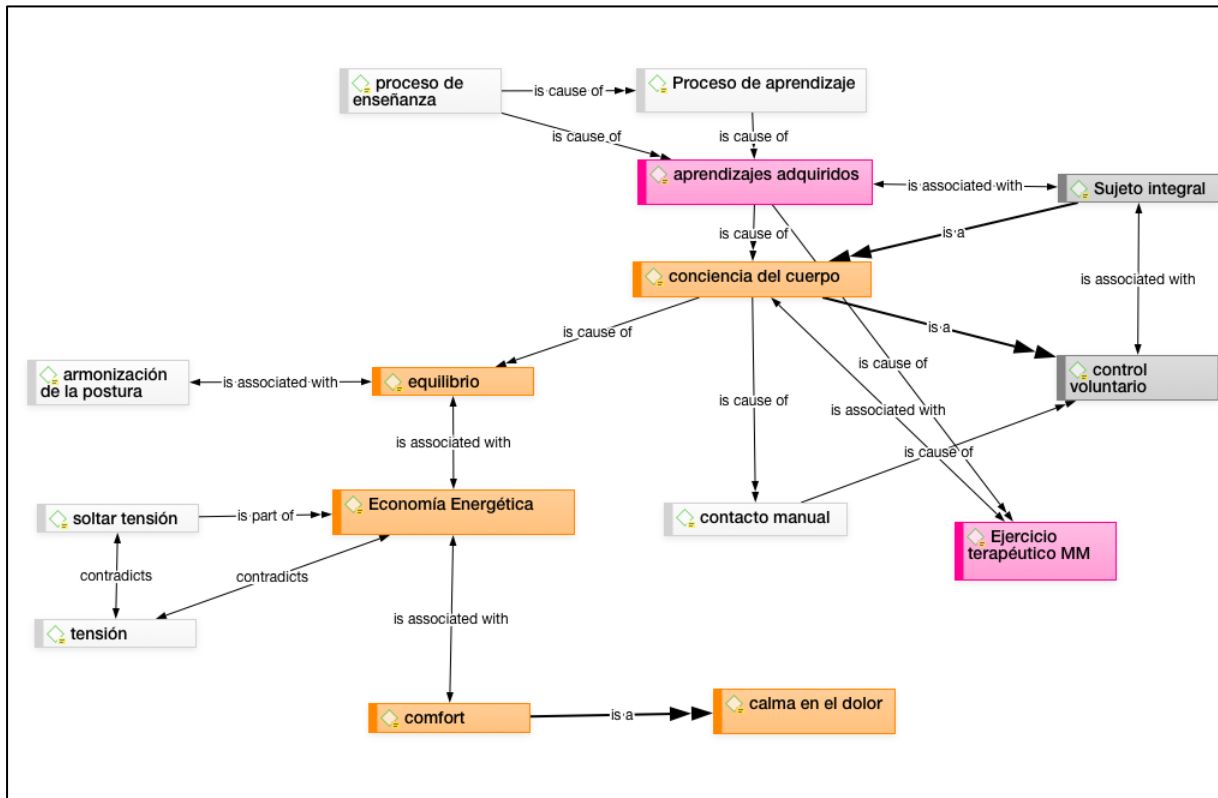 proceso de
enseñanza
is cause of
Proceso de aprendizaje
is cause of
is cause of
aprendizajes adquiridos
is associated with
Sujeto integral
is cause of
is a
conciencia del cuerpo
is associated with
is cause of
is a
armonización
de la postura
is associated with
equilibrio
is cause of
control
voluntario
is cause of
is associated with
is associated with
is cause of
Economía Energética
soltar tensión
is part of
contacto manual
Ejercicio
terapéutico MM
contradicts
contradicts
is associated with
tensión
comfort
is a
calma en el dolor